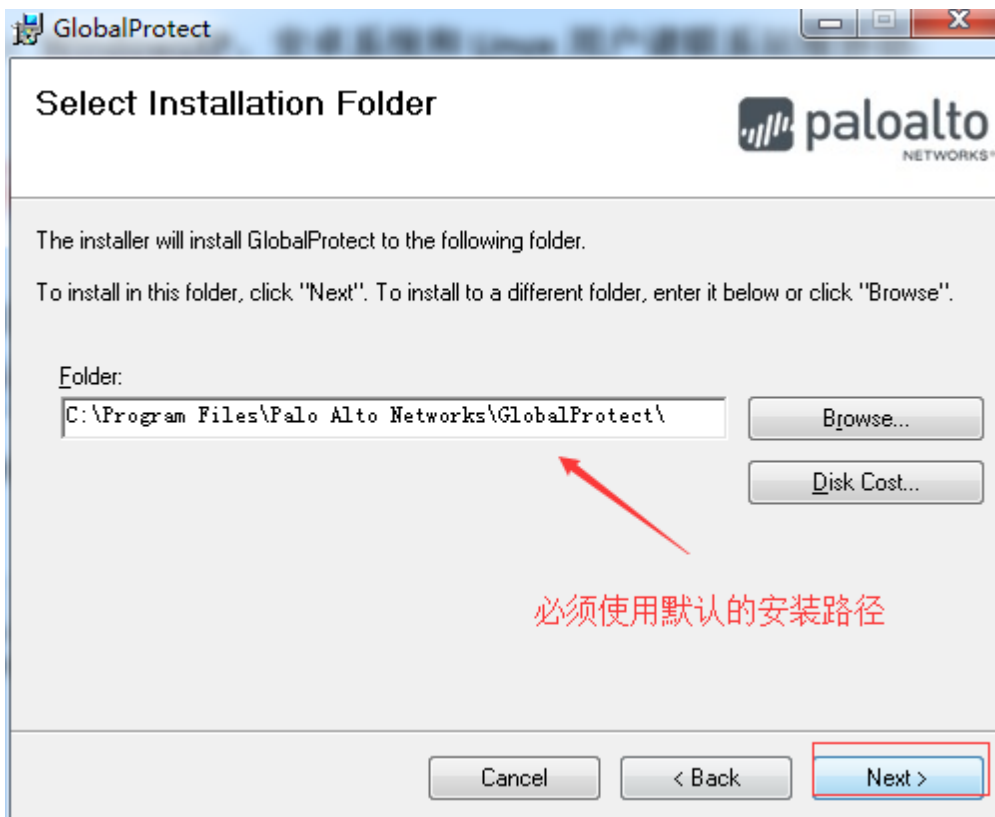 GlobalProtect
Select Installation Folder
paloalto
NETWORKS
The installer will install GlobalProtect to the following folder.
To install in this folder, click "Next". To install to a different folder, enter it below or click "Browse".
Folder:
C:\Program Files\Palo Alto Networks\GlobalProtect\
Browse...
Disk Cost...
必须使用默认的安装路径
Cancel
< Back
Next >